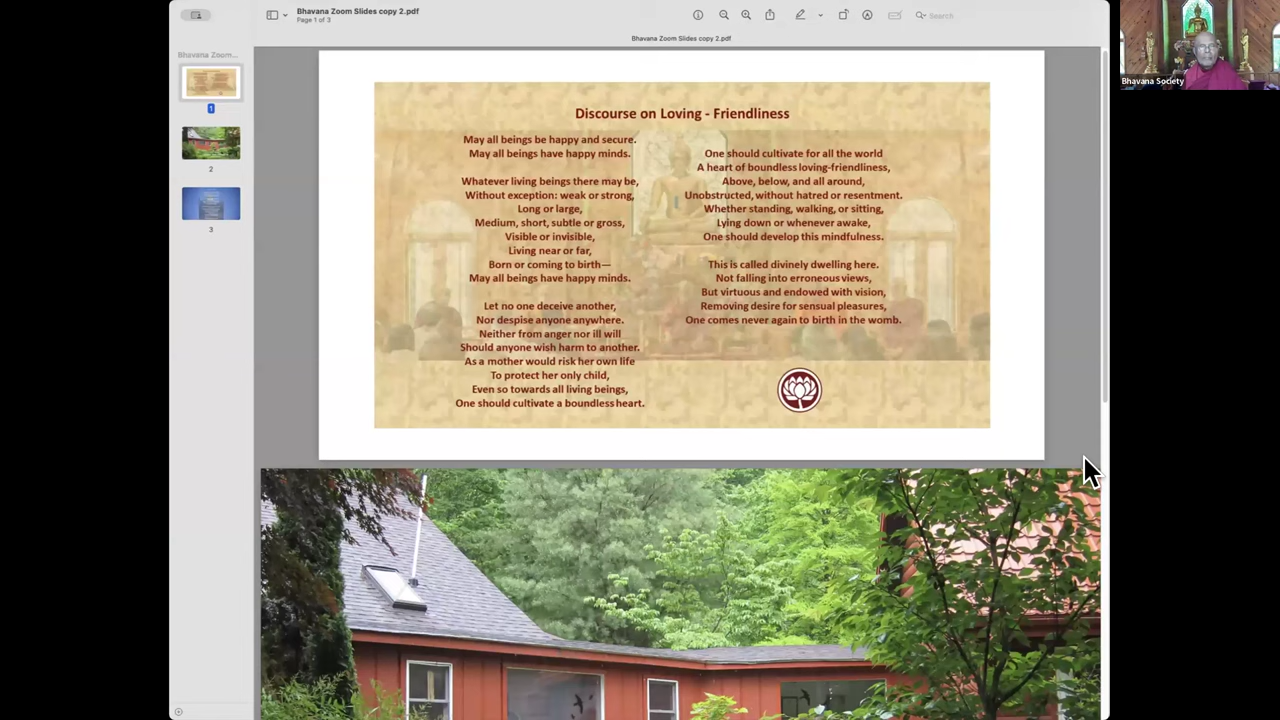 Bhavana Zoom Slides copy 2.pdf
Page 1 of 3
Search
Bhavana Zoom Slides copy 2.pdf
Bhavana Zoom...
1
2
3
Discourse on Loving - Friendliness
May all beings be happy and secure.
May all beings have happy minds.
Whatever living beings there may be,
Without exception: weak or strong,
Long or large,
Medium, short, subtle or gross,
Visible or invisible,
Living near or far,
Born or coming to birth—
May all beings have happy minds.
Let no one deceive another,
Nor despise anyone anywhere.
Neither from anger nor ill will
Should anyone wish harm to another.
As a mother would risk her own life
To protect her only child,
Even so towards all living beings,
One should cultivate a boundless heart.
One should cultivate for all the world
A heart of boundless loving-friendliness,
Above, below, and all around,
Unobstructed, without hatred or resentment.
Whether standing, walking, or sitting,
Lying down or whenever awake,
One should develop this mindfulness.
This is called divinely dwelling here.
Not falling into erroneous views,
But virtuous and endowed with vision,
Removing desire for sensual pleasures,
One comes never again to birth in the womb.
Bhavana Society